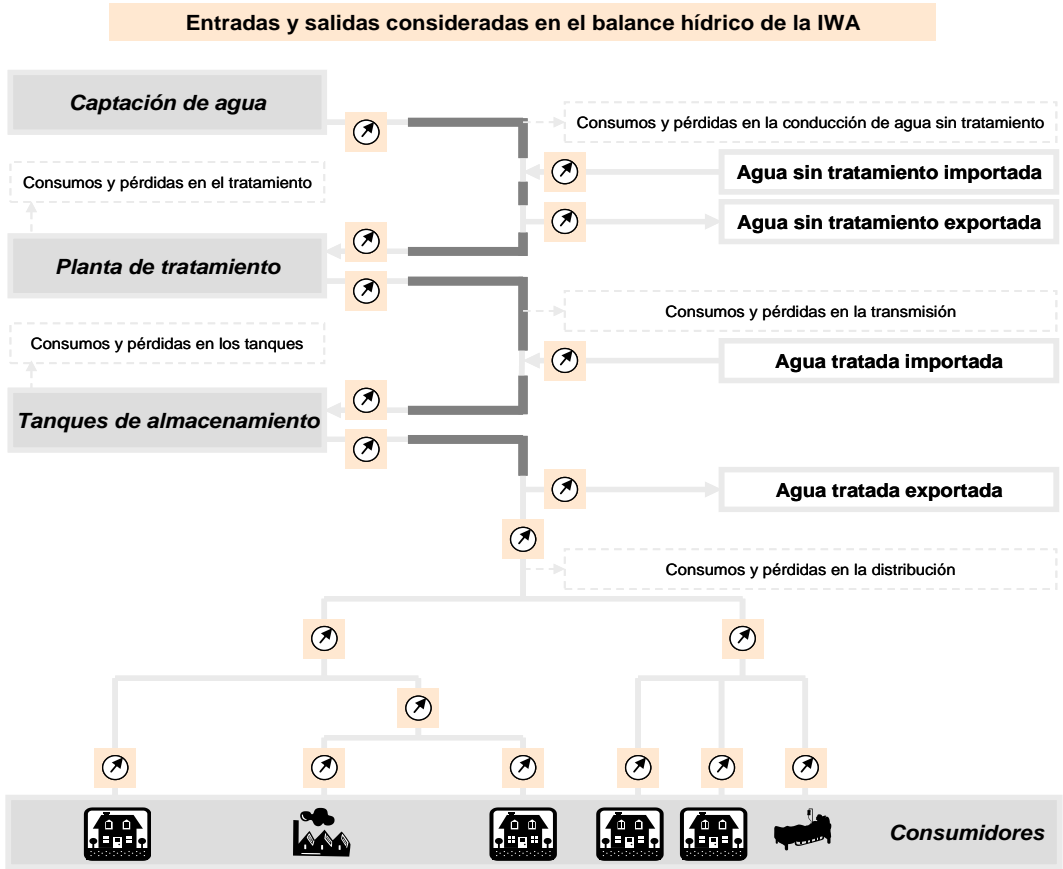 Entradas y salidas consideradas en el balance hídrico de la IWA
Captación de agua
Consumos y pérdidas en la conducción de agua sin tratamiento
Consumos y pérdidas en el tratamiento
Agua sin tratamiento importada
Agua sin tratamiento exportada
Planta de tratamiento
Consumos y pérdidas en la transmisión
Consumos y pérdidas en los tanques
Agua tratada importada
Tanques de almacenamiento
Agua tratada exportada
Consumos y pérdidas en la distribución
Consumidores